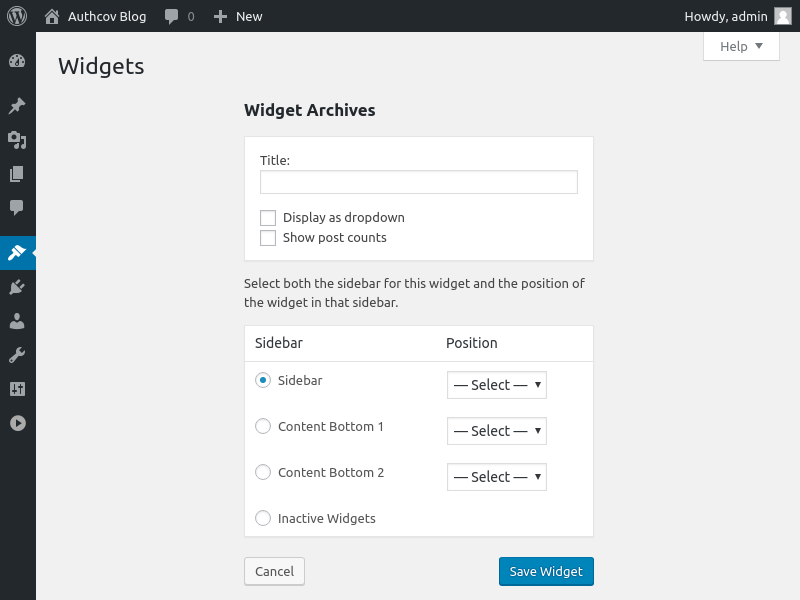 Authcov Blog 0 New Howdy, admin
Help
Widgets
Widget Archives
Title:
Display as dropdown
Show post counts
Select both the sidebar for this widget and the position of
the widget in that sidebar.
Sidebar Position
Sidebar — Select —
Content Bottom 1 — Select —
Content Bottom 2 — Select —
Inactive Widgets
Cancel Save Widget